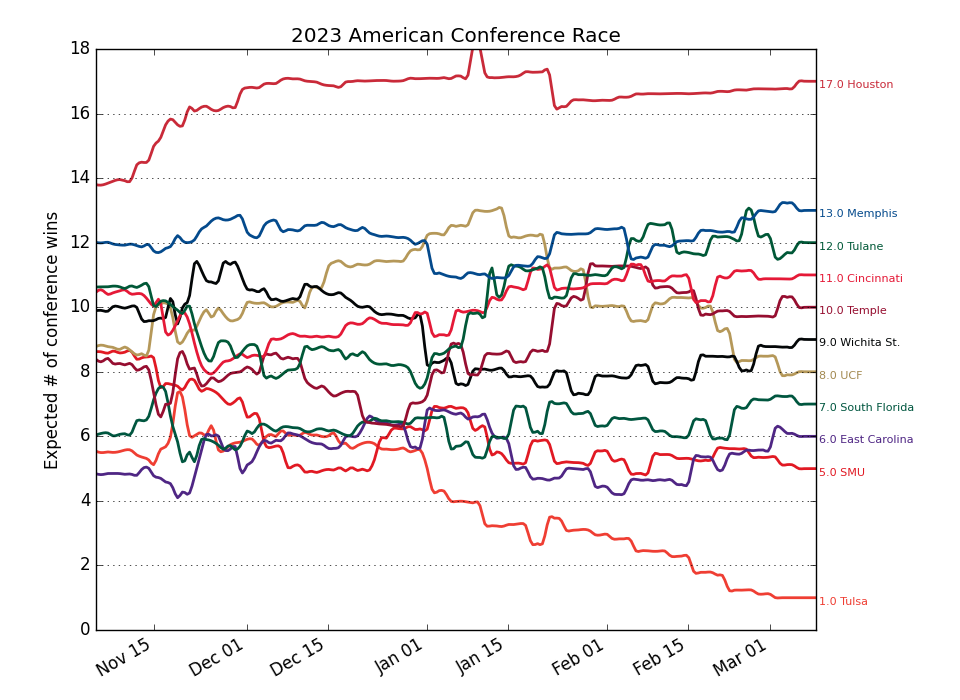 2023 American Conference Race
Expected # of conference wins
18
16
14
12
10
8
6
4
2
0
17.0 Houston
13.0 Memphis
12.0 Tulane
11.0 Cincinnati
10.0 Temple
9.0 Wichita St.
8.0 UCF
7.0 South Florida
6.0 East Carolina
5.0 SMU
1.0 Tulsa
Nov 15
Dec 01
Dec 15
Jan 01
Jan 15
Feb 01
Feb 15
Mar 01